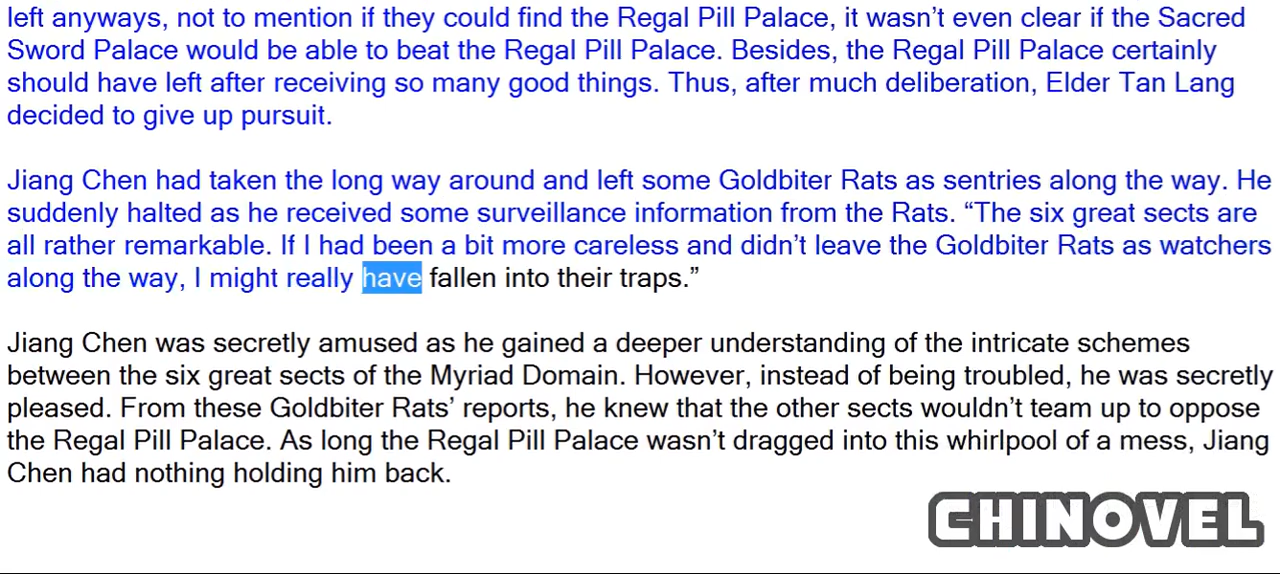 left anyways, not to mention if they could find the Regal Pill Palace, it wasn’t even clear if the Sacred
Sword Palace would be able to beat the Regal Pill Palace. Besides, the Regal Pill Palace certainly
should have left after receiving so many good things. Thus, after much deliberation, Elder Tan Lang
decided to give up pursuit.
Jiang Chen had taken the long way around and left some Goldbiter Rats as sentries along the way. He
suddenly halted as he received some surveillance information from the Rats. “The six great sects are
all rather remarkable. If I had been a bit more careless and didn’t leave the Goldbiter Rats as watchers
along the way, I might really have fallen into their traps.”
Jiang Chen was secretly amused as he gained a deeper understanding of the intricate schemes
between the six great sects of the Myriad Domain. However, instead of being troubled, he was secretly
pleased. From these Goldbiter Rats’ reports, he knew that the other sects wouldn’t team up to oppose
the Regal Pill Palace. As long the Regal Pill Palace wasn’t dragged into this whirlpool of a mess, Jiang
Chen had nothing holding him back.
CHINOVEL